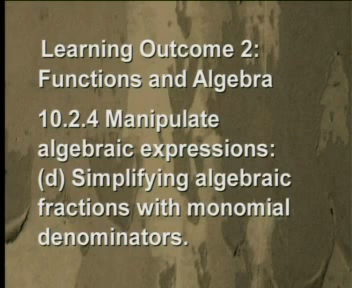 Learning Outcome 2:
Functions and Algebra
10.2.4 Manipulate
algebraic expressions:
(d) Simplifying algebraic
fractions with monomial
denominators.